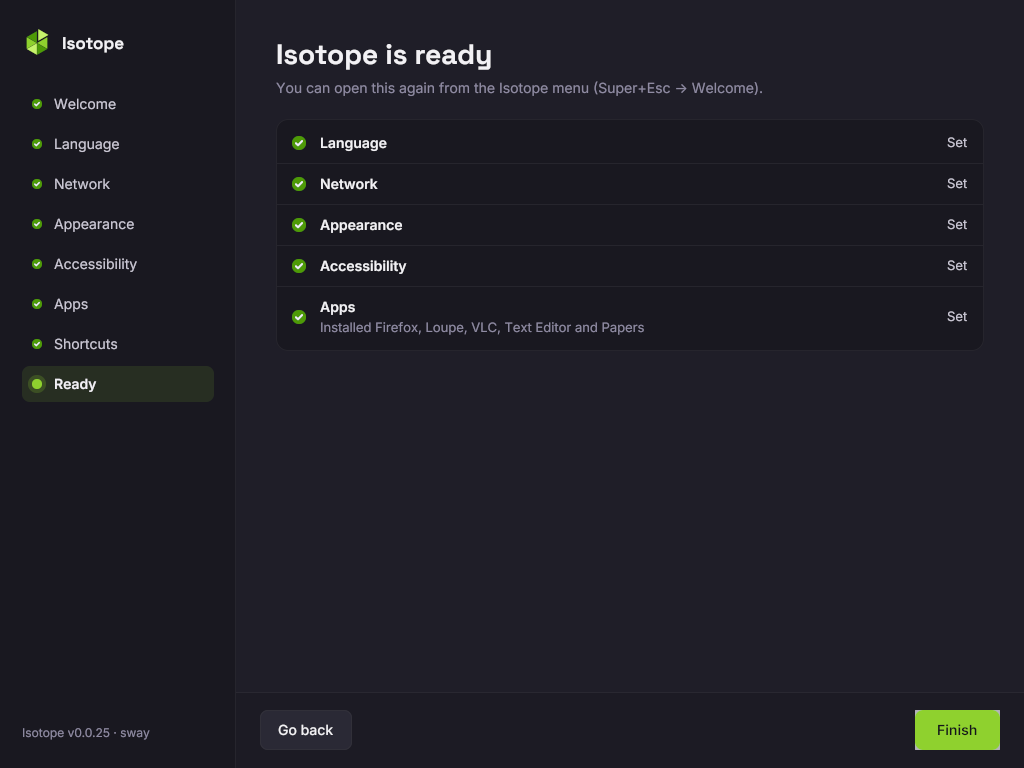 Isotope
Welcome
Language
Network
Appearance
Accessibility
Apps
Shortcuts
Ready
Isotope v0.0.25 · sway
Isotope is ready
You can open this again from the Isotope menu (Super+Esc → Welcome).
Language Set
Network Set
Appearance Set
Accessibility Set
Apps Set
Installed Firefox, Loupe, VLC, Text Editor and Papers
Go back
Finish